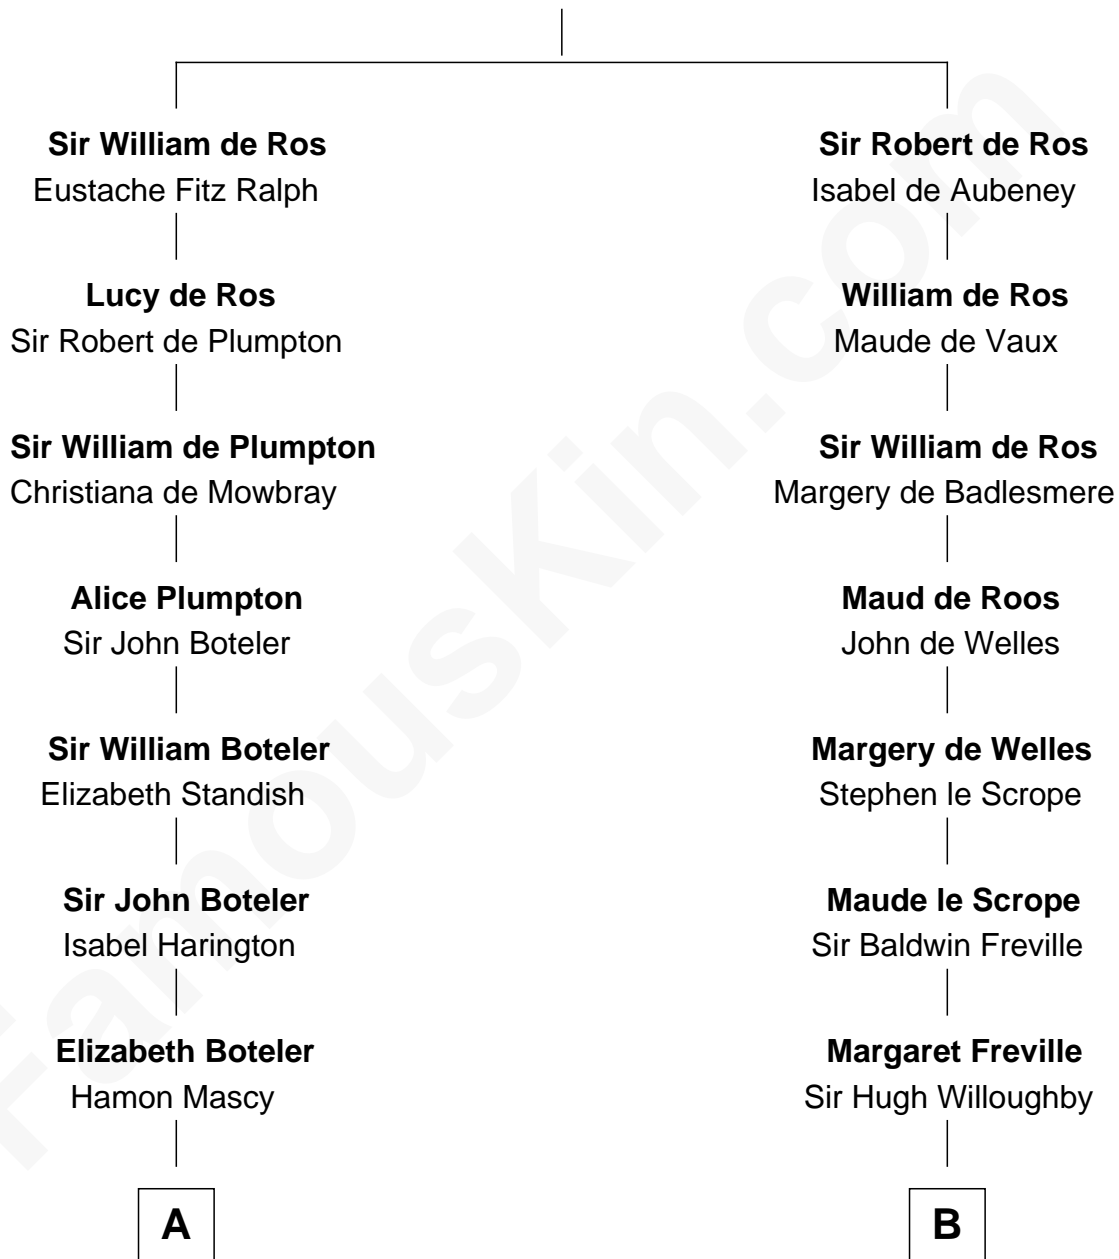 Sir William de Ros
Eustache Fitz Ralph
Lucy de Ros
Sir Robert de Plumpton
Sir William de Plumpton
Christiana de Mowbray
Alice Plumpton
Sir John Boteler
Sir William Boteler
Elizabeth Standish
Sir John Boteler
Isabel Harington
Elizabeth Boteler
Hamon Mascy
A
Sir Robert de Ros
Isabel de Aubeney
William de Ros
Maude de Vaux
Sir William de Ros
Margery de Badlesmere
Maud de Roos
John de Welles
Margery de Welles
Stephen le Scrope
Maude le Scrope
Sir Baldwin Freville
Margaret Freville
Sir Hugh Willoughby
B
FamousKin.com